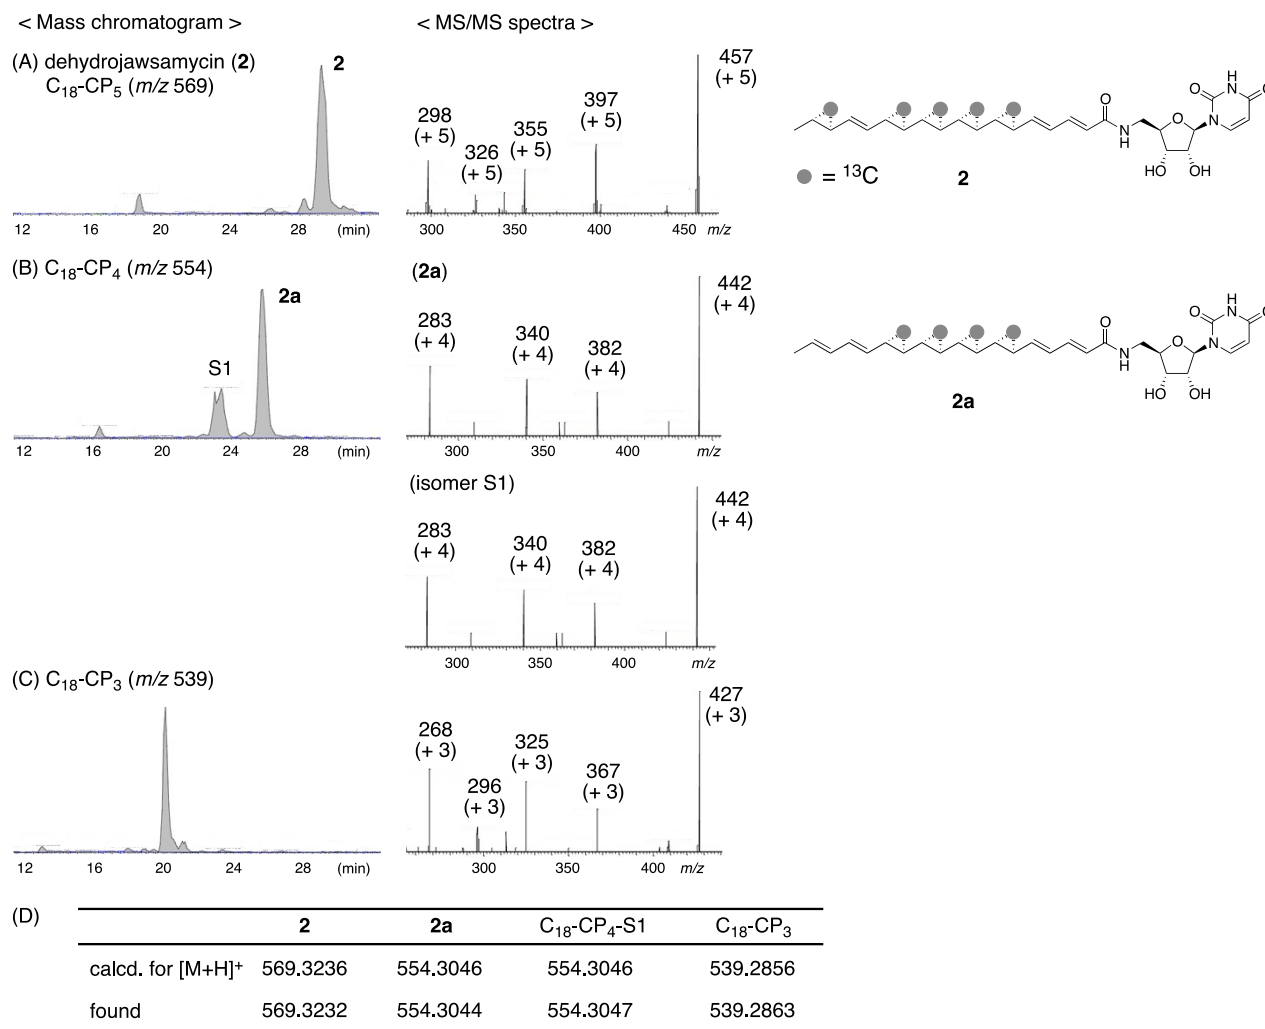 < Mass chromatogram >
< MS/MS spectra >
(A) dehydrojawsamycin (2)
C18-CP5 (m/z 569)
2
12 16 20 24 28 (min)
298
(+ 5)
326
(+ 5)
355
(+ 5)
397
(+ 5)
457
(+ 5)
300 350 400 450 m/z
O
N
H
O
N
O
NH
O
HO OH
= 13C
2
(B) C18-CP4 (m/z 554)
S1
2a
12 16 20 24 28 (min)
(2a)
283
(+ 4)
340
(+ 4)
382
(+ 4)
442
(+ 4)
300 350 400 m/z
O
N
H
O
N
O
H
N
O
HO OH
2a
(isomer S1)
283
(+ 4)
340
(+ 4)
382
(+ 4)
442
(+ 4)
300 350 400 m/z
(C) C18-CP3 (m/z 539)
12 16 20 24 28 (min)
268
(+ 3)
296
(+ 3)
325
(+ 3)
367
(+ 3)
427
(+ 3)
300 350 400 m/z
(D)
2 2a C18-CP4-S1 C18-CP3
calcd. for [M+H]+ 569.3236 554.3046 554.3046 539.2856
found 569.3232 554.3044 554.3047 539.2863